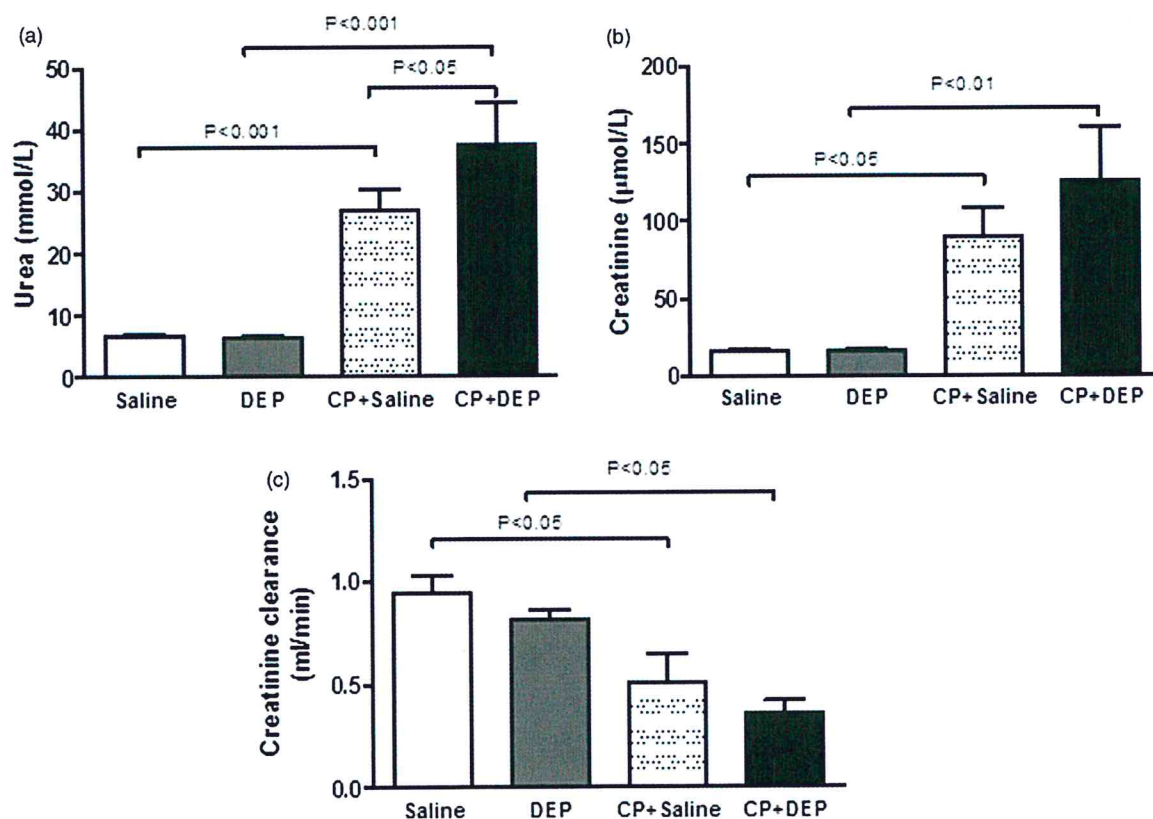 (a)
P<0.001
P<0.05
P<0.001
50
40
30
20
10
0
Urea (mmol/L)
Saline DEP CP+Saline CP+DEP
(b)
P<0.01
P<0.05
200
150
100
50
0
Creatinine (µmol/L)
Saline DEP CP+Saline CP+DEP
(c)
P<0.05
P<0.05
1.5
1.0
0.5
0.0
Creatinine clearance
(ml/min)
Saline DEP CP+Saline CP+DEP